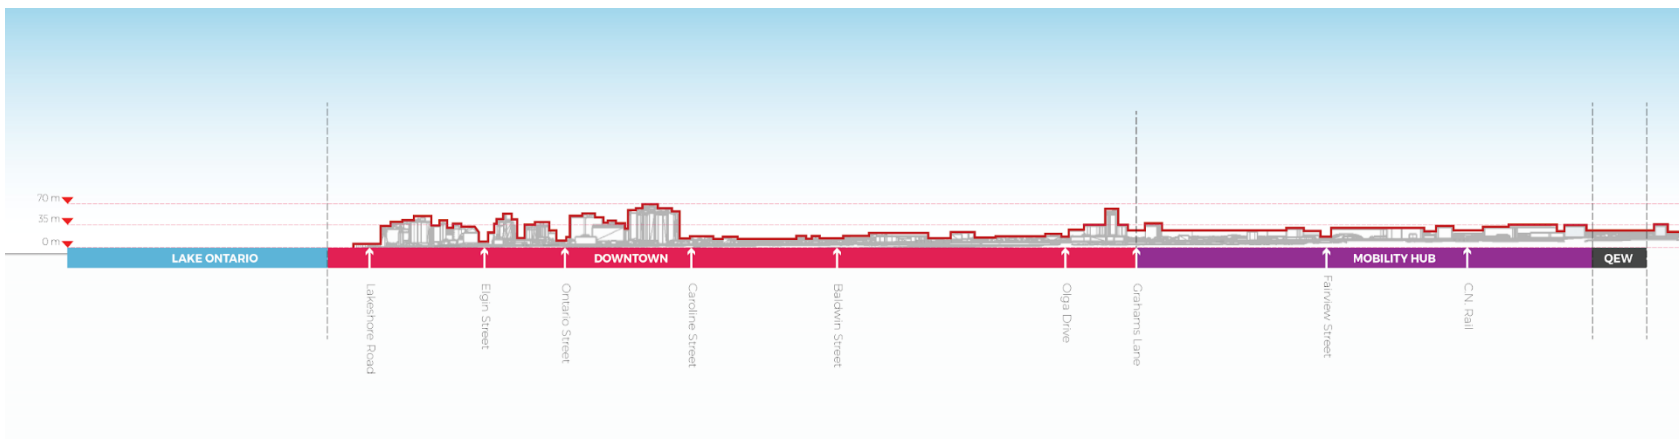 70 m
35 m
0 m
LAKE ONTARIO
DOWNTOWN
MOBILITY HUB
QEW
Lakeshore Road
Elgin Street
Ontario Street
Caroline Street
Baldwin Street
Olga Drive
Grahams Lane
Fairview Street
C.N. Rail